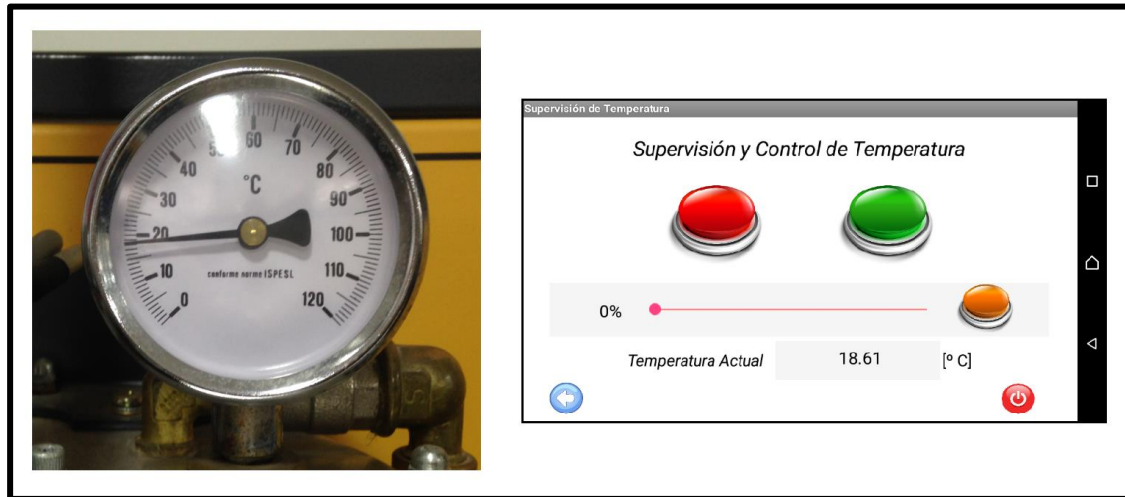 60
70
40
80
°C
30
90
20
100
10
conforme norme ISPESL
110
0
120
Supervisión de Temperatura
Supervisión y Control de Temperatura
0%
Temperatura Actual 18.61 [º C]